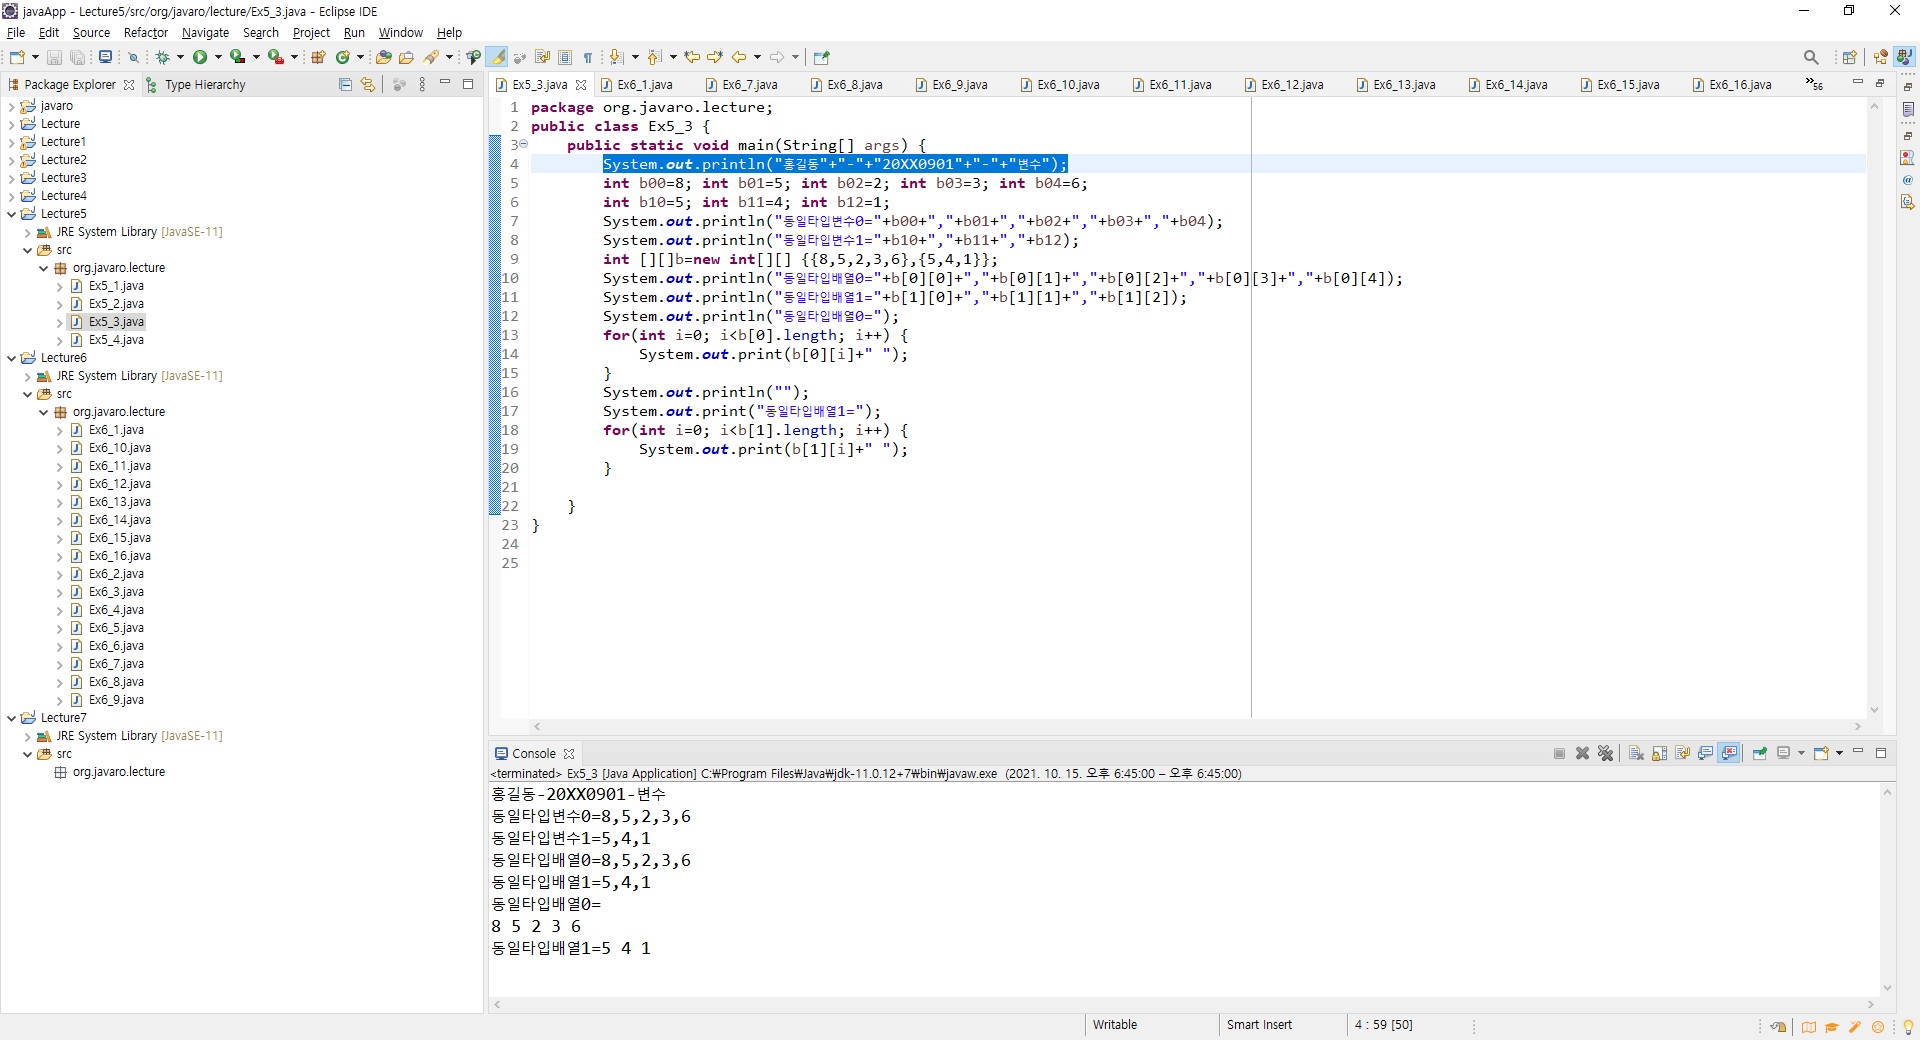 javaApp - Lecture5/src/org/javaro/lecture/Ex5_3.java - Eclipse IDE
File Edit Source Refactor Navigate Search Project Run Window Help
Package Explorer Type Hierarchy
javaro
Lecture
Lecture1
Lecture2
Lecture3
Lecture4
Lecture5
JRE System Library [JavaSE-11]
src
org.javaro.lecture
Ex5_1.java
Ex5_2.java
Ex5_3.java
Ex5_4.java
Lecture6
JRE System Library [JavaSE-11]
src
org.javaro.lecture
Ex6_1.java
Ex6_10.java
Ex6_11.java
Ex6_12.java
Ex6_13.java
Ex6_14.java
Ex6_15.java
Ex6_16.java
Ex6_2.java
Ex6_3.java
Ex6_4.java
Ex6_5.java
Ex6_6.java
Ex6_7.java
Ex6_8.java
Ex6_9.java
Lecture7
JRE System Library [JavaSE-11]
src
org.javaro.lecture
Ex5_3.java Ex6_1.java Ex6_7.java Ex6_8.java Ex6_9.java Ex6_10.java Ex6_11.java Ex6_12.java Ex6_13.java Ex6_14.java Ex6_15.java Ex6_16.java »56
1 package org.javaro.lecture;
2 public class Ex5_3 {
3 public static void main(String[] args) {
4 System.out.println("홍길동"+"-"+"20XX0901"+"-"+"변수");
5 int b00=8; int b01=5; int b02=2; int b03=3; int b04=6;
6 int b10=5; int b11=4; int b12=1;
7 System.out.println("동일타입변수0="+b00+","+b01+","+b02+","+b03+","+b04);
8 System.out.println("동일타입변수1="+b10+","+b11+","+b12);
9 int [][]b=new int[][] {{8,5,2,3,6},{5,4,1}};
10 System.out.println("동일타입배열0="+b[0][0]+","+b[0][1]+","+b[0][2]+","+b[0][3]+","+b[0][4]);
11 System.out.println("동일타입배열1="+b[1][0]+","+b[1][1]+","+b[1][2]);
12 System.out.println("동일타입배열0=");
13 for(int i=0; i<b[0].length; i++) {
14 System.out.print(b[0][i]+" ");
15 }
16 System.out.println("");
17 System.out.print("동일타입배열1=");
18 for(int i=0; i<b[1].length; i++) {
19 System.out.print(b[1][i]+" ");
20 }
21
22 }
23 }
24
25
Console
<terminated> Ex5_3 [Java Application] C:₩Program Files₩Java₩jdk-11.0.12+7₩bin₩javaw.exe (2021. 10. 15. 오후 6:45:00 – 오후 6:45:00)
홍길동-20XX0901-변수
동일타입변수0=8,5,2,3,6
동일타입변수1=5,4,1
동일타입배열0=8,5,2,3,6
동일타입배열1=5,4,1
동일타입배열0=
8 5 2 3 6
동일타입배열1=5 4 1
Writable Smart Insert 4 : 59 [50]